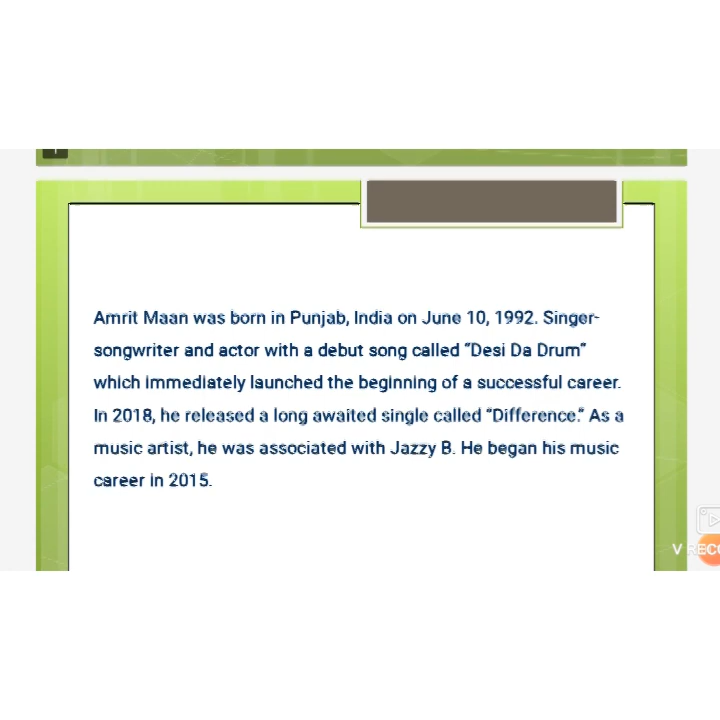 Amrit Maan was born in Punjab, India on June 10, 1992. Singer-
songwriter and actor with a debut song called “Desi Da Drum”
which immediately launched the beginning of a successful career.
In 2018, he released a long awaited single called “Difference.” As a
music artist, he was associated with Jazzy B. He began his music
career in 2015.
V RECO